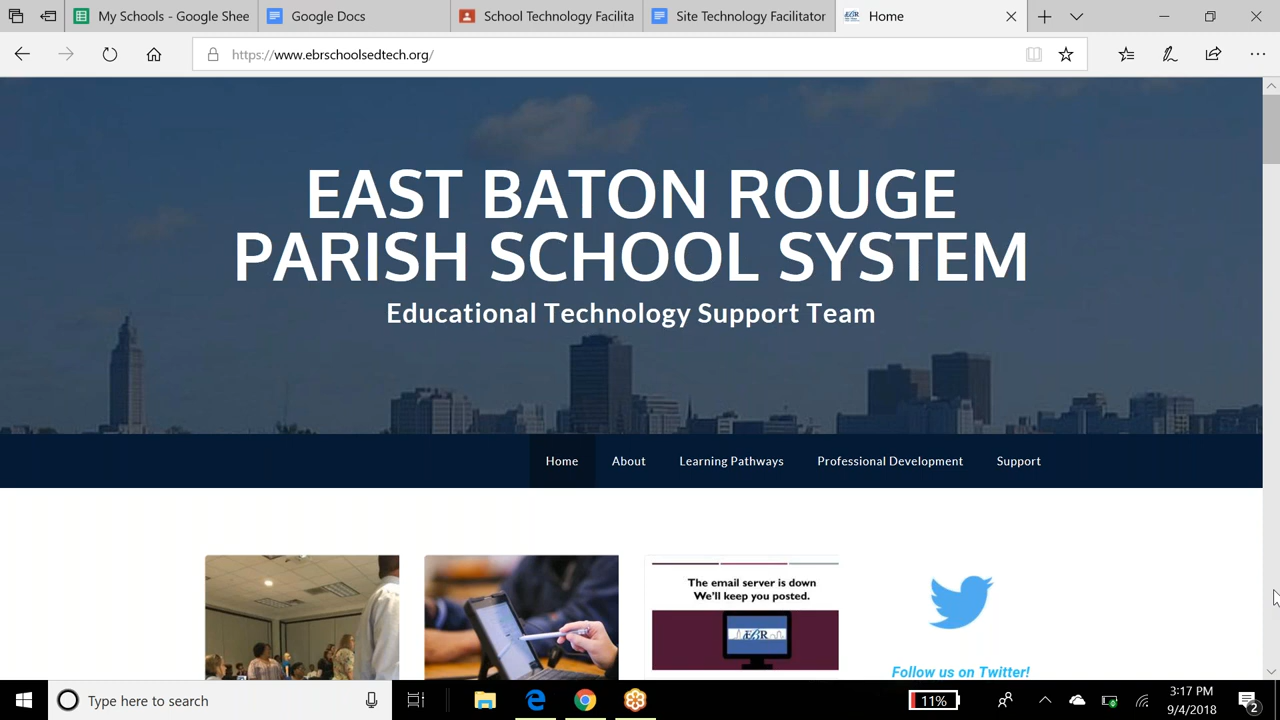 My Schools - Google Shee
Google Docs
School Technology Facilita
Site Technology Facilitator
Home
https://www.ebrschoolsedtech.org/
EAST BATON ROUGE
PARISH SCHOOL SYSTEM
Educational Technology Support Team
Home
About
Learning Pathways
Professional Development
Support
The email server is down
We'll keep you posted.
EBR
Follow us on Twitter!
Type here to search
11%
3:17 PM
9/4/2018
2